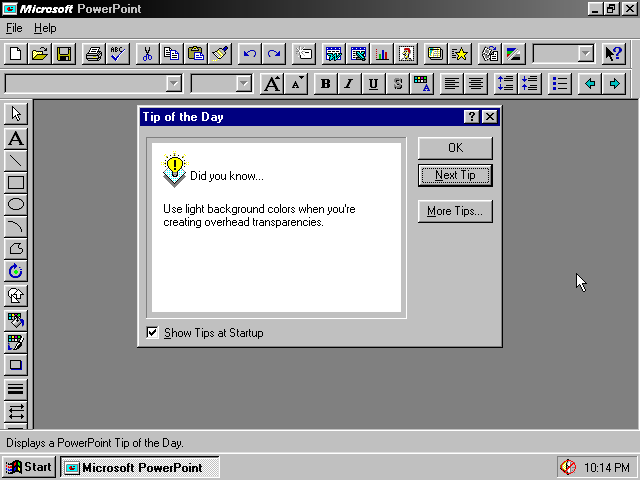 Microsoft PowerPoint
File Help
ABC
A A B I U S A
Tip of the Day
A
OK
Did you know...
Next Tip
Use light background colors when you're
creating overhead transparencies.
More Tips...
Show Tips at Startup
Displays a PowerPoint Tip of the Day.
Start Microsoft PowerPoint 10:14 PM